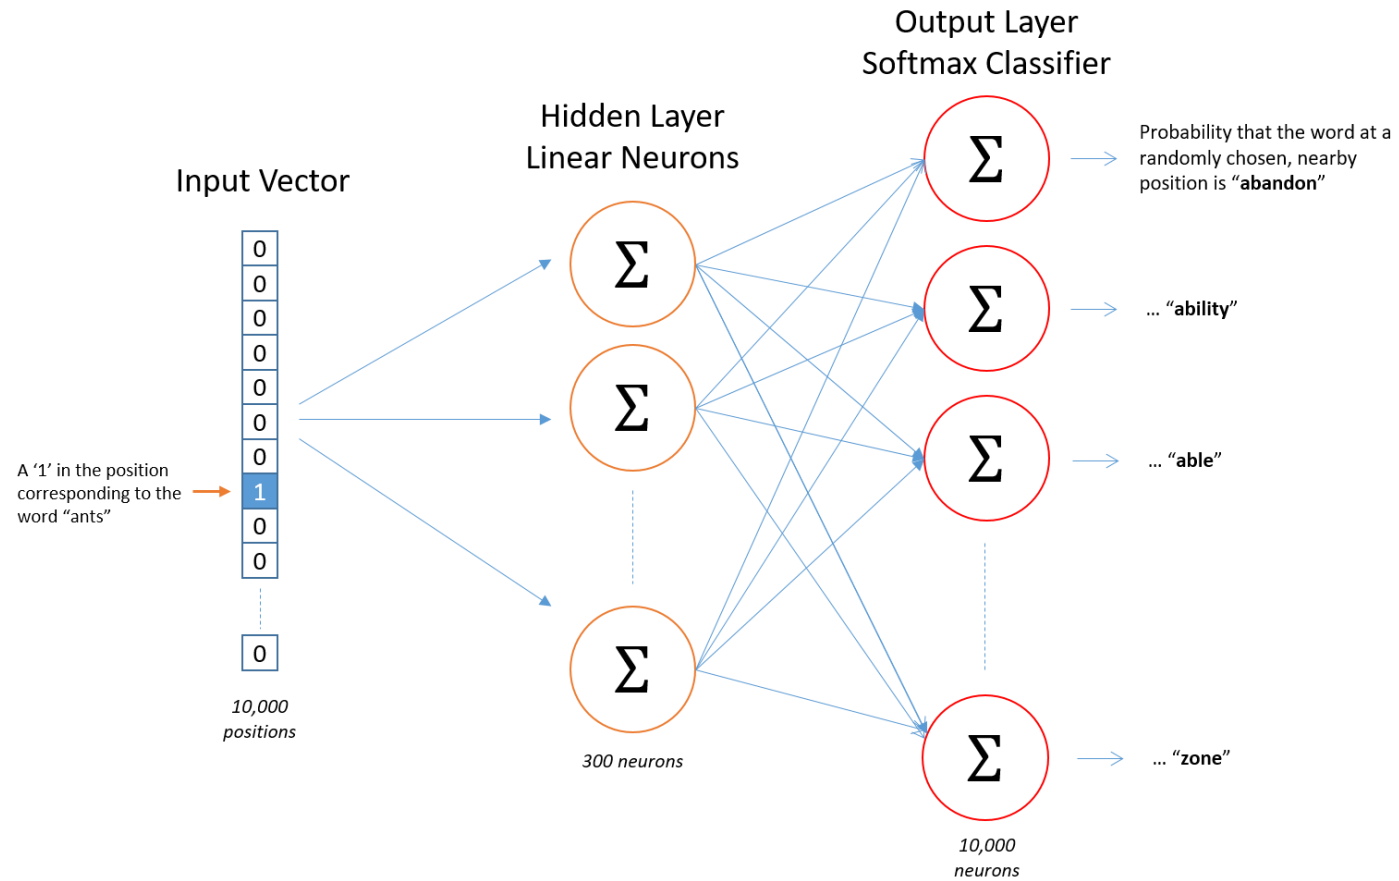 Output Layer
Softmax Classifier
Hidden Layer
Linear Neurons
Input Vector
0
0
0
0
0
0
0
1
0
0
0
A ‘1’ in the position
corresponding to the
word “ants”
10,000
positions
Σ
Σ
Σ
300 neurons
Σ
Σ
Σ
Σ
10,000
neurons
Probability that the word at a
randomly chosen, nearby
position is “abandon”
... “ability”
... “able”
... “zone”